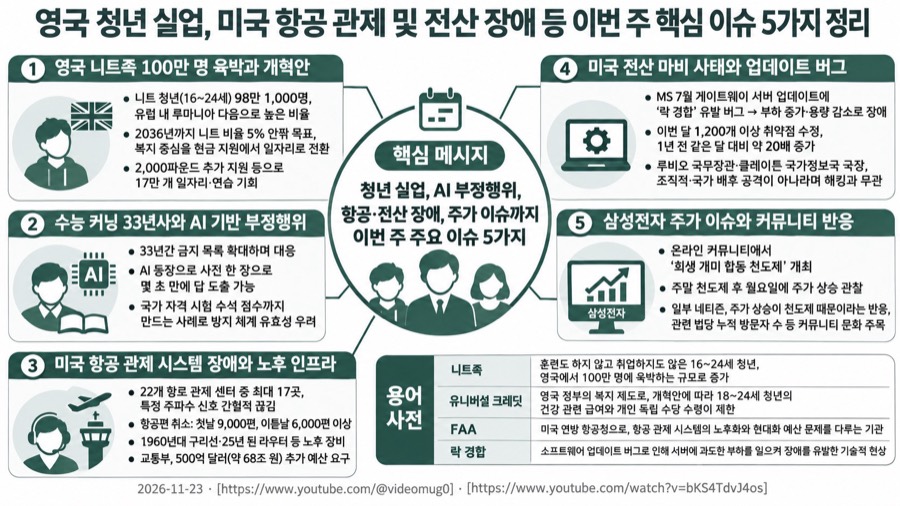 영국 청년 실업, 미국 항공 관제 및 전산 장애 등 이번 주 핵심 이슈 5가지 정리
1 영국 니트족 100만 명 육박과 개혁안
니트 청년(16~24세) 98만 1,000명,
유럽 내 루마니아 다음으로 높은 비율
2036년까지 니트 비율 5% 안팎 목표,
복지 중심을 현금 지원에서 일자리로 전환
2,000파운드 추가 지원 등으로
17만 개 일자리·연습 기회
2 수능 커닝 33년사와 AI 기반 부정행위
AI
33년간 금지 목록 확대하며 대응
AI 등장으로 사전 한 장으로
몇 초 만에 답 도출 가능
국가 자격 시험 수석 점수까지
만드는 사례로 방지 체계 유효성 우려
3 미국 항공 관제 시스템 장애와 노후 인프라
22개 항로 관제 센터 중 최대 17곳,
특정 주파수 신호 간헐적 끊김
항공편 취소: 첫날 9,000편, 이튿날 6,000편 이상
1960년대 구리선·25년 된 라우터 등 노후 장비
교통부, 500억 달러(약 68조 원) 추가 예산 요구
핵심 메시지
청년 실업, AI 부정행위,
항공·전산 장애, 주가 이슈까지
이번 주 주요 이슈 5가지
4 미국 전산 마비 사태와 업데이트 버그
MS 7월 게이트웨이 서버 업데이트에
‘락 경합’ 유발 버그 → 부하 증가·용량 감소로 장애
이번 달 1,200개 이상 취약점 수정,
1년 전 같은 달 대비 약 20배 증가
루비오 국무장관·클레이튼 국가정보국 국장,
조직적·국가 배후 공격이 아니라며 해킹과 무관
5 삼성전자 주가 이슈와 커뮤니티 반응
삼성전자
온라인 커뮤니티애서
‘희생 개미 합동 천도제’ 개최
주말 천도제 후 월요일에 주가 상승 관찰
일부 네티즌, 주가 상승이 천도제 때문이라는 반응,
관련 법당 누적 방문자 수 등 커뮤니티 문화 주목
용어
사전
니트족
훈련도 하지 않고 취업하지도 않은 16~24세 청년,
영국에서 100만 명에 육박하는 규모로 증가
유니버설 크레딧
영국 정부의 복지 제도로, 개혁안에 따라 18~24세 청년의
건강 관련 급여와 개인 독립 수당 수령이 제한
FAA
미국 연방 항공청으로, 항공 관제 시스템의 노후화와 현대화 예산 문제를 다루는 기관
락 경합
소프트웨어 업데이트 버그로 인해 서버에 과도한 부하를 일으켜 장애를 유발한 기술적 현상
2026-11-23 · [https://www.youtube.com/@videomug0] · [https://www.youtube.com/watch?v=bKS4TdvJ4os]